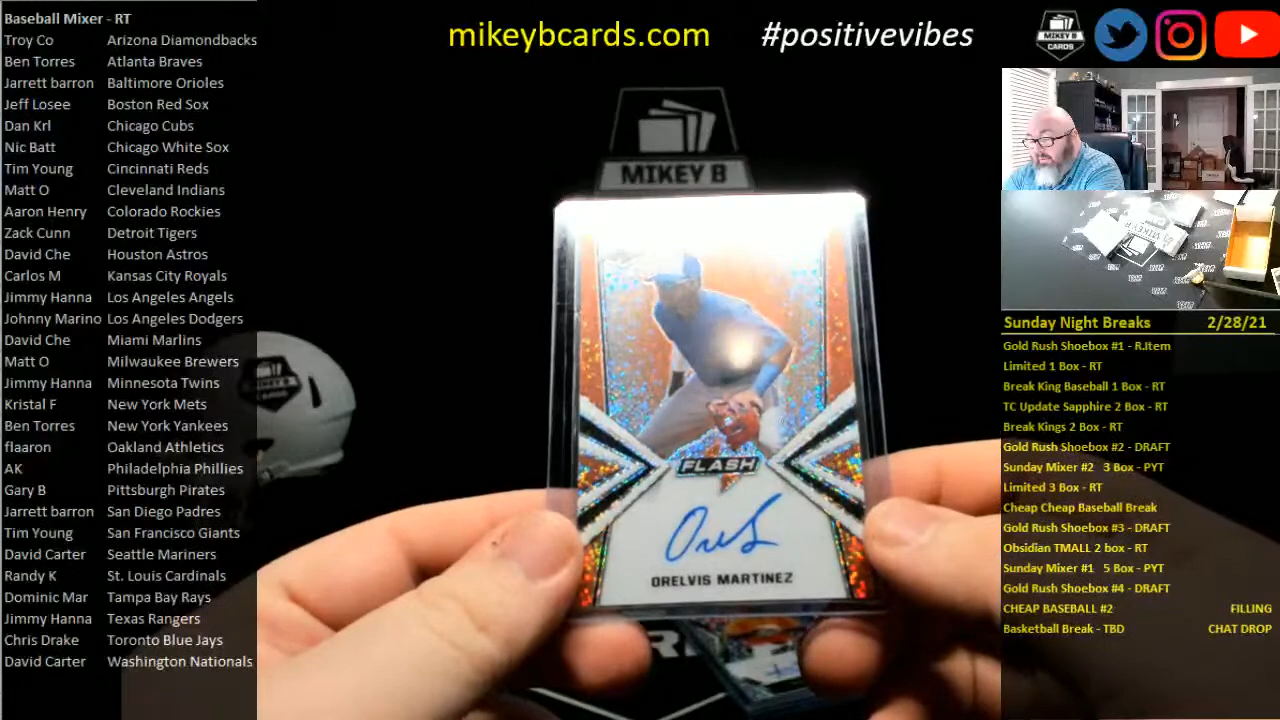 Baseball Mixer - RT
Troy Co Arizona Diamondbacks
Ben Torres Atlanta Braves
Jarrett barron Baltimore Orioles
Jeff Losee Boston Red Sox
Dan Krl Chicago Cubs
Nic Batt Chicago White Sox
Tim Young Cincinnati Reds
Matt O Cleveland Indians
Aaron Henry Colorado Rockies
Zack Cunn Detroit Tigers
David Che Houston Astros
Carlos M Kansas City Royals
Jimmy Hanna Los Angeles Angels
Johnny Marino Los Angeles Dodgers
David Che Miami Marlins
Matt O Milwaukee Brewers
Jimmy Hanna Minnesota Twins
Kristal F New York Mets
Ben Torres New York Yankees
flaaron Oakland Athletics
AK Philadelphia Phillies
Gary B Pittsburgh Pirates
Jarrett barron San Diego Padres
Tim Young San Francisco Giants
David Carter Seattle Mariners
Randy K St. Louis Cardinals
Dominic Mar Tampa Bay Rays
Jimmy Hanna Texas Rangers
Chris Drake Toronto Blue Jays
David Carter Washington Nationals
mikeybcards.com #positivevibes
MIKEY B
CARDS
MIKEY B
FLASH
ORELVIS MARTINEZ
Sunday Night Breaks 2/28/21
Gold Rush Shoebox #1 - R.Item
Limited 1 Box - RT
Break King Baseball 1 Box - RT
TC Update Sapphire 2 Box - RT
Break Kings 2 Box - RT
Gold Rush Shoebox #2 - DRAFT
Sunday Mixer #2 3 Box - PYT
Limited 3 Box - RT
Cheap Cheap Baseball Break
Gold Rush Shoebox #3 - DRAFT
Obsidian TMALL 2 box - RT
Sunday Mixer #1 5 Box - PYT
Gold Rush Shoebox #4 - DRAFT
CHEAP BASEBALL #2 FILLING
Basketball Break - TBD CHAT DROP